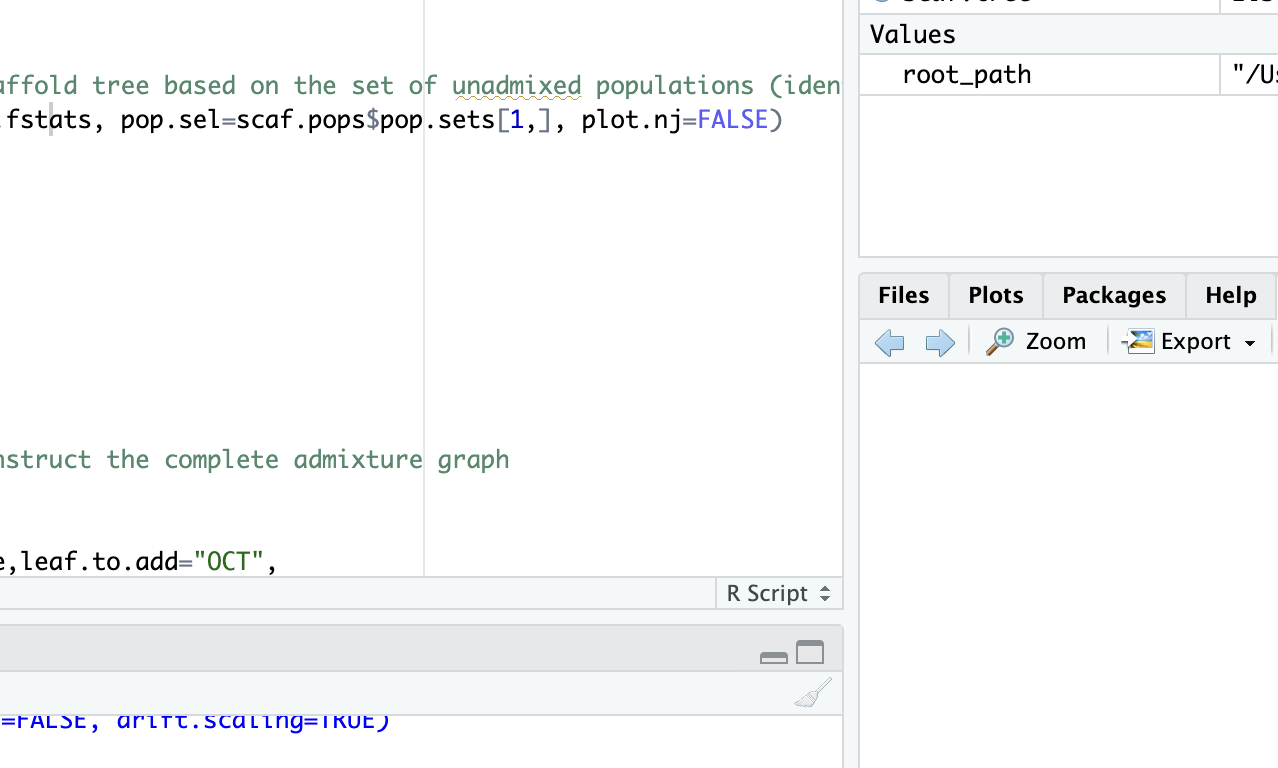 Values
root_path "/Us
affold tree based on the set of unadmixed populations (iden
.fstats, pop.sel=scaf.pops$pop.sets[1,], plot.nj=FALSE)
Files Plots Packages Help
Zoom Export
nstruct the complete admixture graph
e,leaf.to.add="OCT",
R Script
=FALSE, drift.scaling=TRUE)